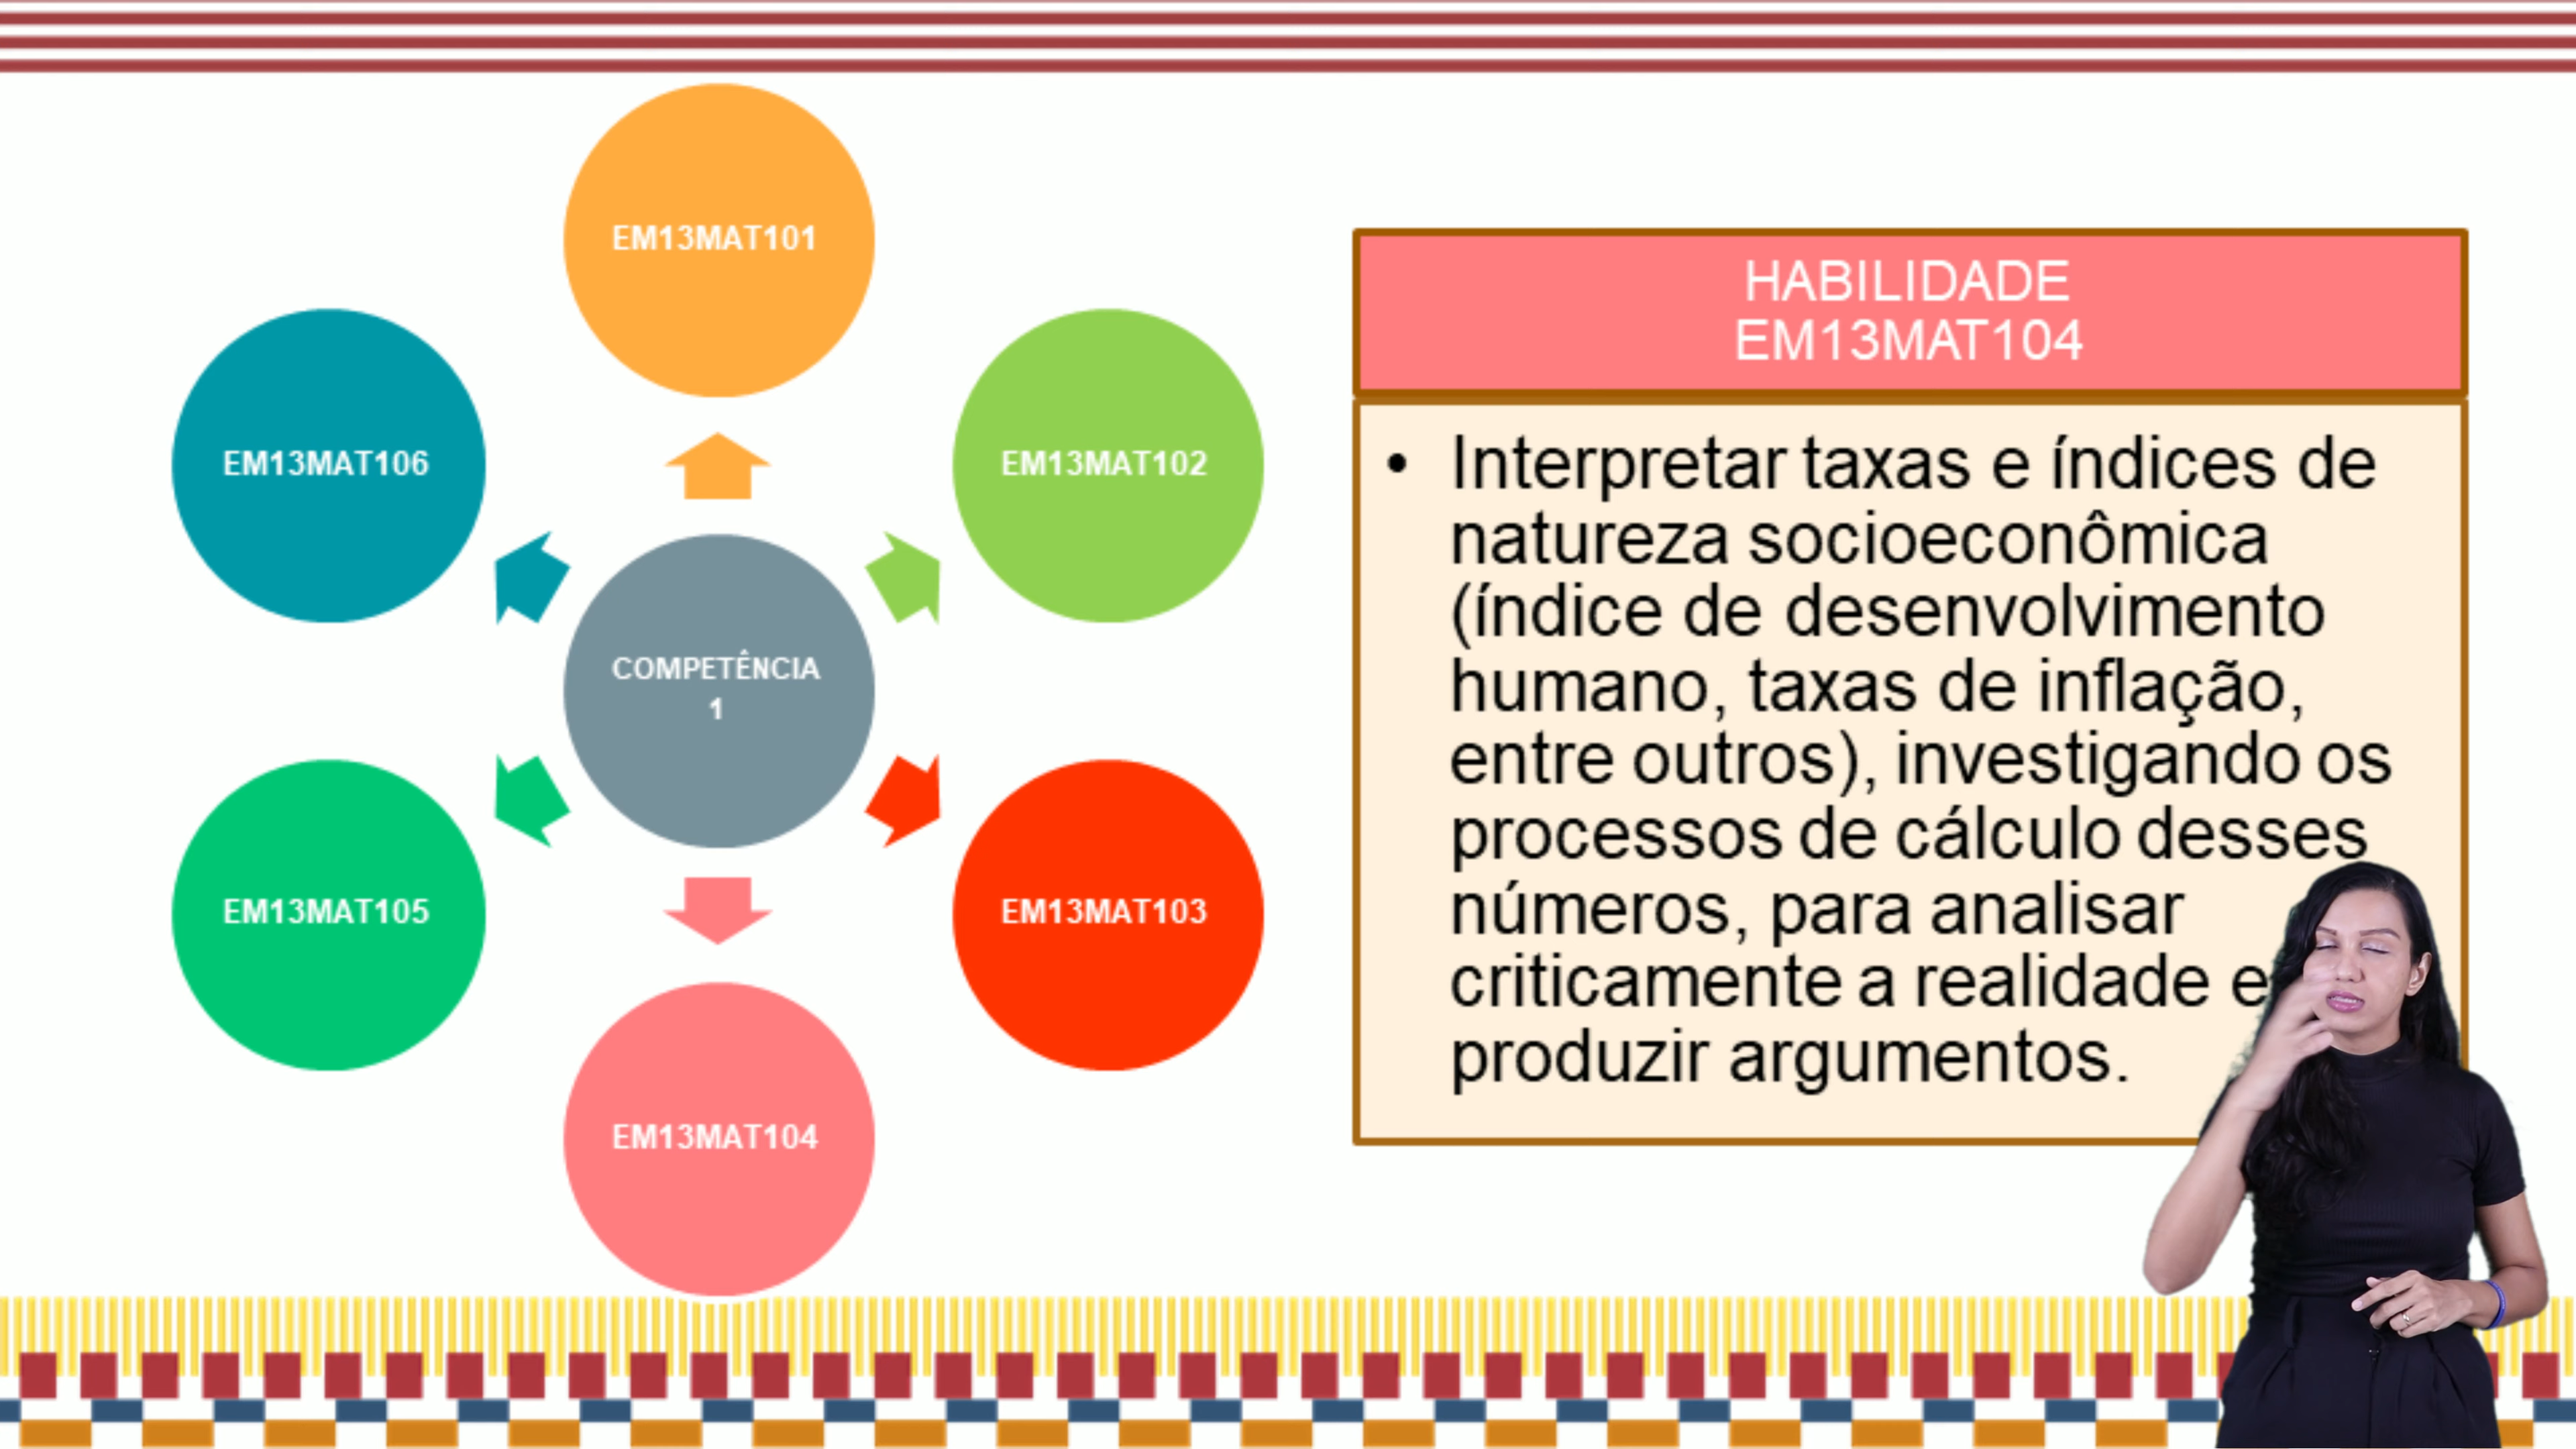 EM13MAT101
EM13MAT106
EM13MAT102
COMPETÊNCIA
1
EM13MAT105
EM13MAT103
EM13MAT104
HABILIDADE
EM13MAT104
• Interpretar taxas e índices de
natureza socioeconômica
(índice de desenvolvimento
humano, taxas de inflação,
entre outros), investigando os
processos de cálculo desses
números, para analisar
criticamente a realidade e
produzir argumentos.